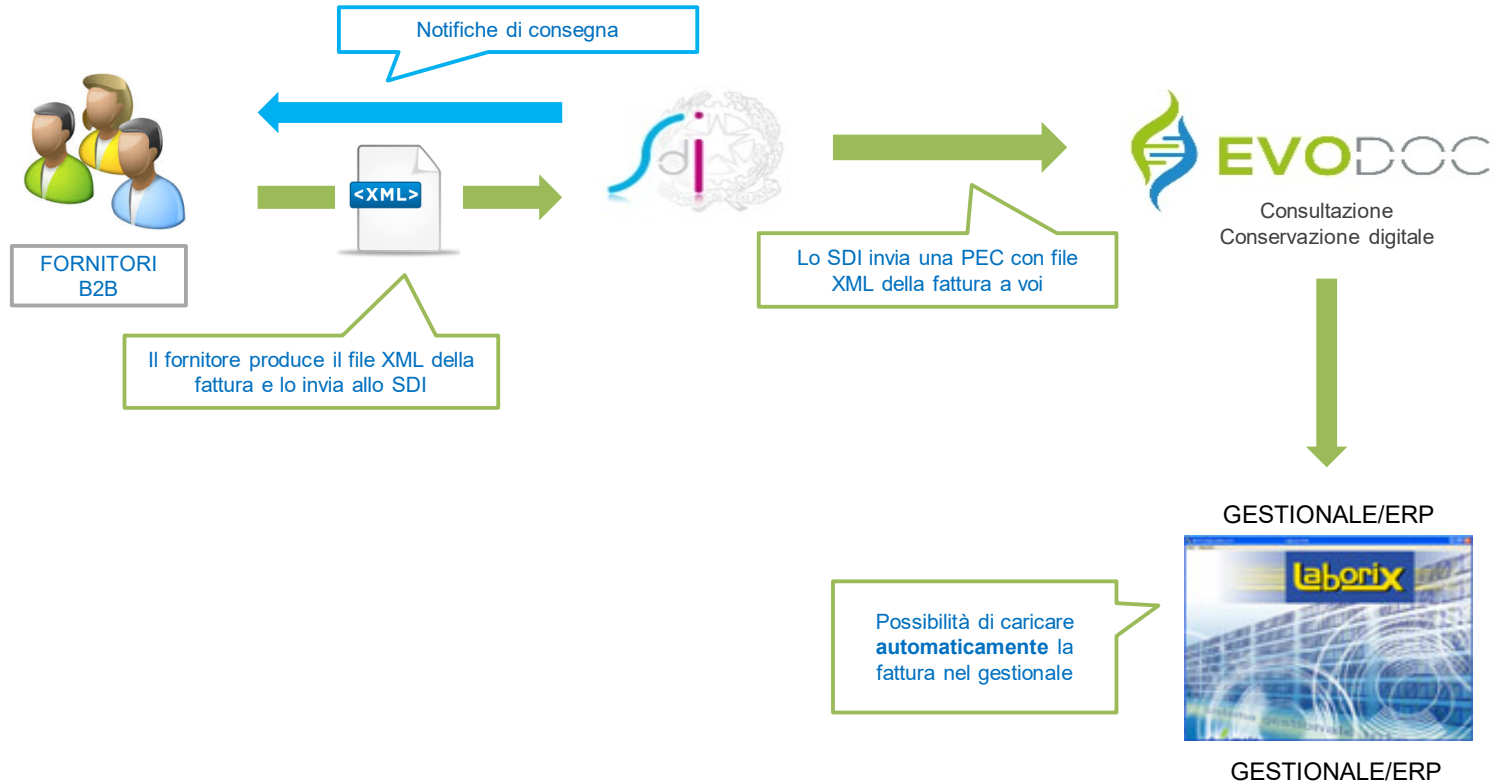 Notifiche di consegna
<XML>
Sdi
EVODOC
Consultazione
Conservazione digitale
FORNITORI
B2B
Lo SDI invia una PEC con file
XML della fattura a voi
Il fornitore produce il file XML della
fattura e lo invia allo SDI
GESTIONALE/ERP
Laborix
Possibilità di caricare
automaticamente la
fattura nel gestionale
GESTIONALE/ERP